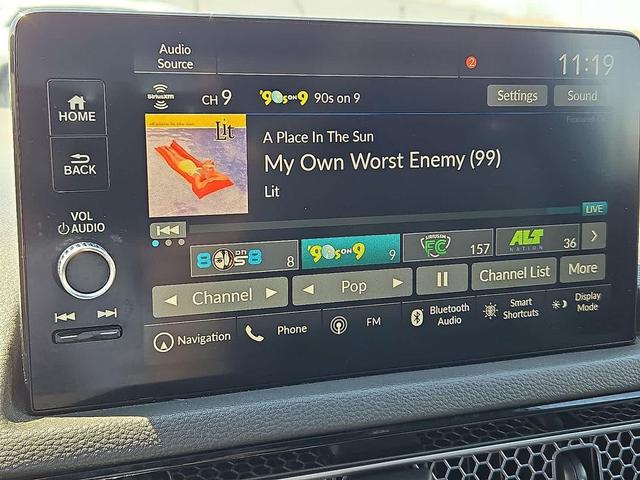 Audio
Source
2
11:19
HOME
BACK
VOL
AUDIO
SiriusXM
CH 9
'90s on 9
90s on 9
Settings
Sound
Lit
A Place In The Sun
My Own Worst Enemy (99)
Lit
LIVE
80s on 8
8
'90s on 9
9
SIRIUSXM
FC
157
ALT
NATION
36
Channel
Pop
Channel List
More
Navigation
Phone
FM
Bluetooth
Audio
Smart
Shortcuts
Display
Mode